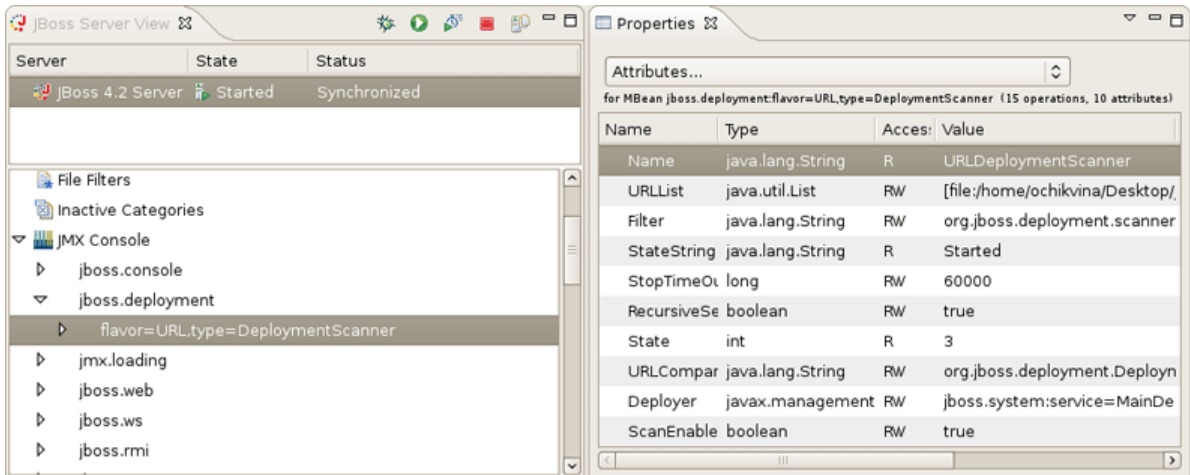 JBoss Server View
Server State Status
JBoss 4.2 Server Started Synchronized
File Filters
Inactive Categories
JMX Console
jboss.console
jboss.deployment
flavor=URL,type=DeploymentScanner
jmx.loading
jboss.web
jboss.ws
jboss.rmi
Properties
Attributes...
for MBean jboss.deployment:flavor=URL,type=DeploymentScanner (15 operations, 10 attributes)
Name Type Access Value
Name java.lang.String R URLDeploymentScanner
URLList java.util.List RW [file:/home/ochikvina/Desktop/
Filter java.lang.String RW org.jboss.deployment.scanner
StateString java.lang.String R Started
StopTimeOu long RW 60000
RecursiveSe boolean RW true
State int R 3
URLCompar java.lang.String RW org.jboss.deployment.Deployn
Deployer javax.management RW jboss.system:service=MainDe
ScanEnable boolean RW true